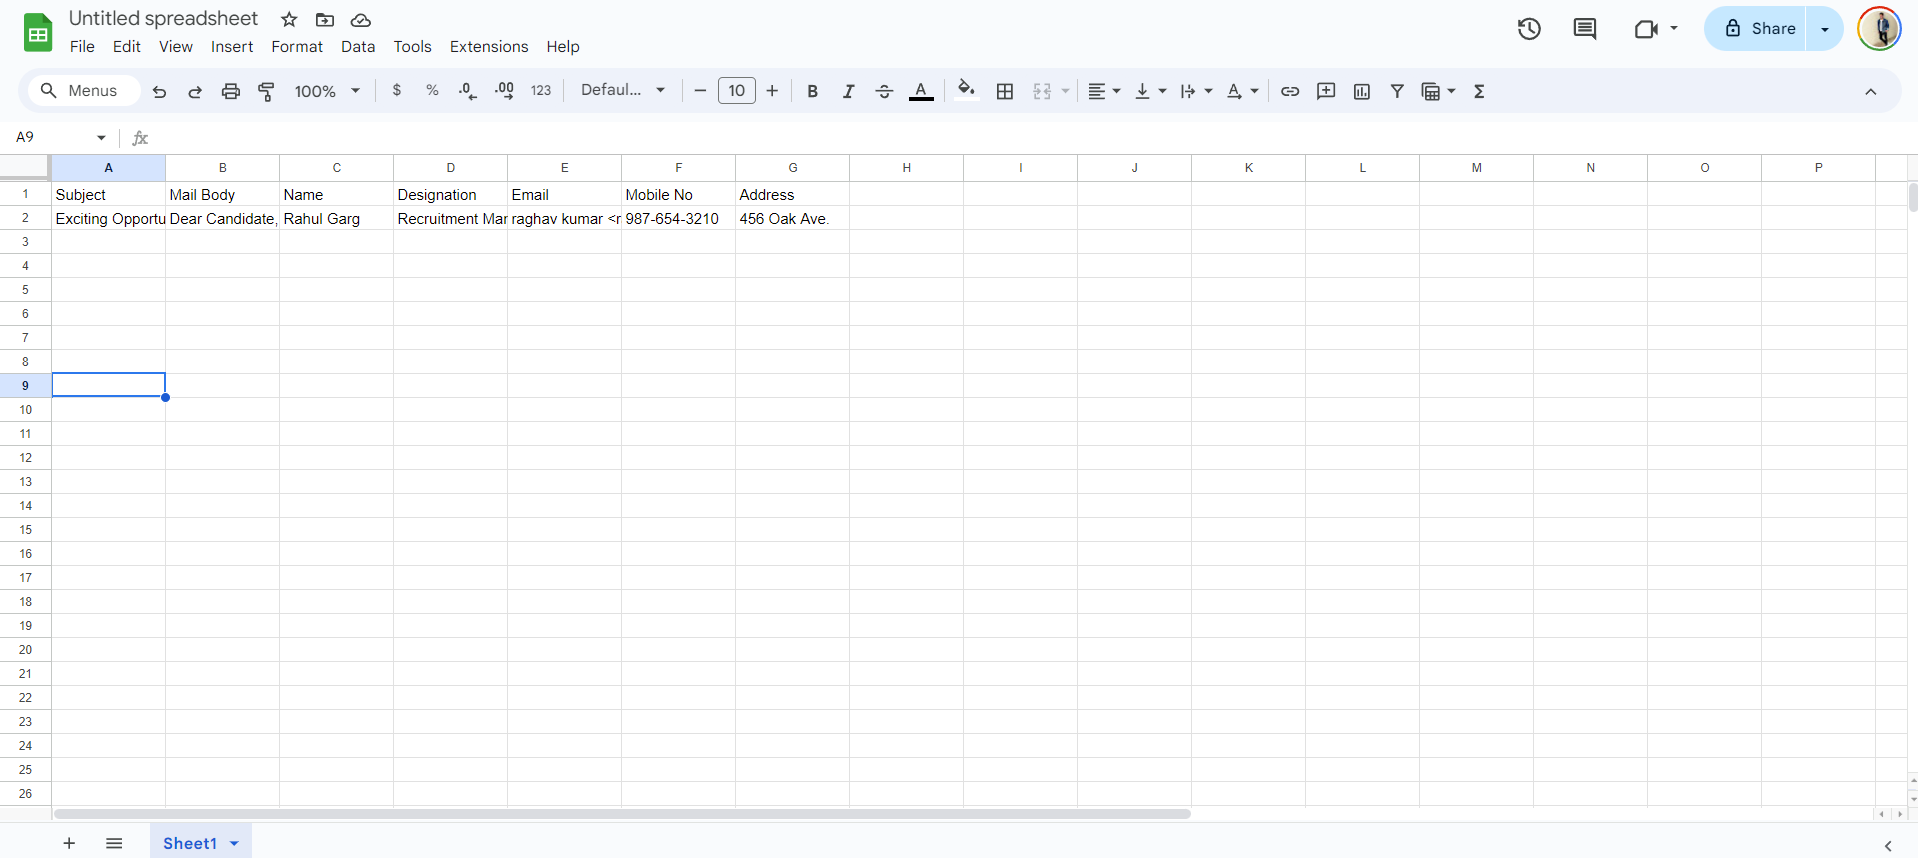 Untitled spreadsheet
File Edit View Insert Format Data Tools Extensions Help
Share
Menus 100% $ % .0 .00 123 Defaul... 10 B I S A A Σ
A9 fx
A B C D E F G H I J K L M N O P
1 Subject Mail Body Name Designation Email Mobile No Address
2 Exciting Opportu Dear Candidate, Rahul Garg Recruitment Mar raghav kumar <r 987-654-3210 456 Oak Ave.
3
4
5
6
7
8
9
10
11
12
13
14
15
16
17
18
19
20
21
22
23
24
25
26
Sheet1